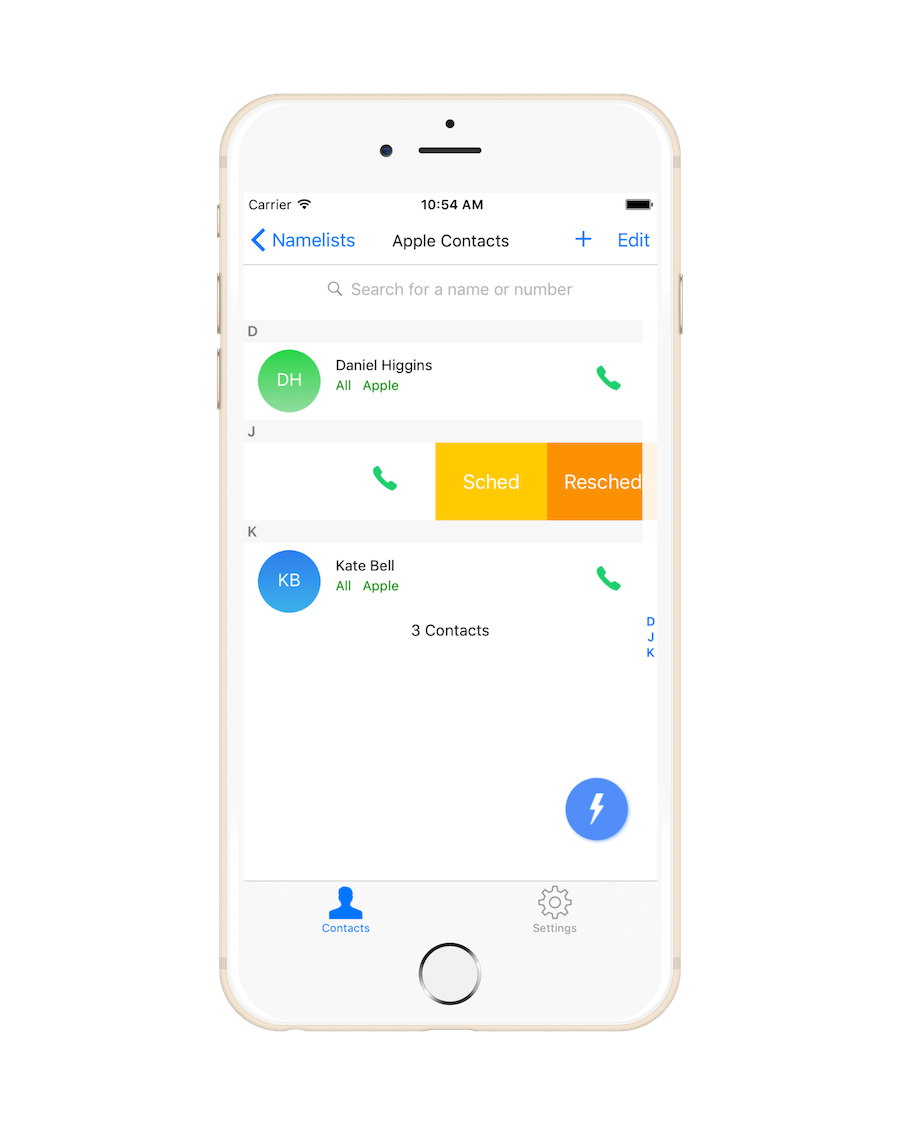 Carrier 10:54 AM
Namelists Apple Contacts + Edit
Search for a name or number
D
DH Daniel Higgins
All Apple
J
Sched Resched
K
KB Kate Bell
All Apple
3 Contacts
D
J
K
Contacts Settings